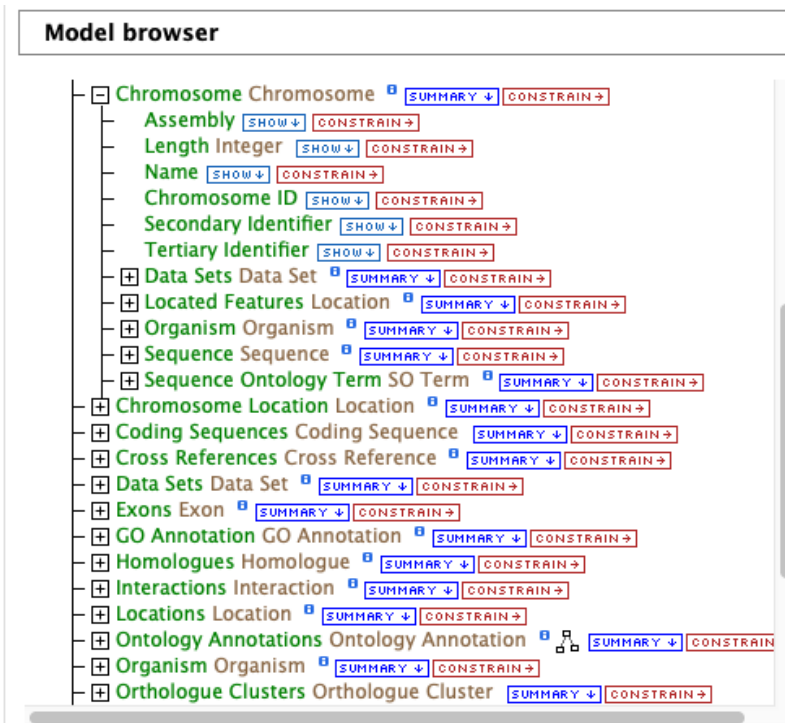 Model browser
Chromosome Chromosome SUMMARY ↓ CONSTRAIN →
Assembly SHOW ↓ CONSTRAIN →
Length Integer SHOW ↓ CONSTRAIN →
Name SHOW ↓ CONSTRAIN →
Chromosome ID SHOW ↓ CONSTRAIN →
Secondary Identifier SHOW ↓ CONSTRAIN →
Tertiary Identifier SHOW ↓ CONSTRAIN →
Data Sets Data Set SUMMARY ↓ CONSTRAIN →
Located Features Location SUMMARY ↓ CONSTRAIN →
Organism Organism SUMMARY ↓ CONSTRAIN →
Sequence Sequence SUMMARY ↓ CONSTRAIN →
Sequence Ontology Term SO Term SUMMARY ↓ CONSTRAIN →
Chromosome Location Location SUMMARY ↓ CONSTRAIN →
Coding Sequences Coding Sequence SUMMARY ↓ CONSTRAIN →
Cross References Cross Reference SUMMARY ↓ CONSTRAIN →
Data Sets Data Set SUMMARY ↓ CONSTRAIN →
Exons Exon SUMMARY ↓ CONSTRAIN →
GO Annotation GO Annotation SUMMARY ↓ CONSTRAIN →
Homologues Homologue SUMMARY ↓ CONSTRAIN →
Interactions Interaction SUMMARY ↓ CONSTRAIN →
Locations Location SUMMARY ↓ CONSTRAIN →
Ontology Annotations Ontology Annotation SUMMARY ↓ CONSTRAIN
Organism Organism SUMMARY ↓ CONSTRAIN →
Orthologue Clusters Orthologue Cluster SUMMARY ↓ CONSTRAIN →